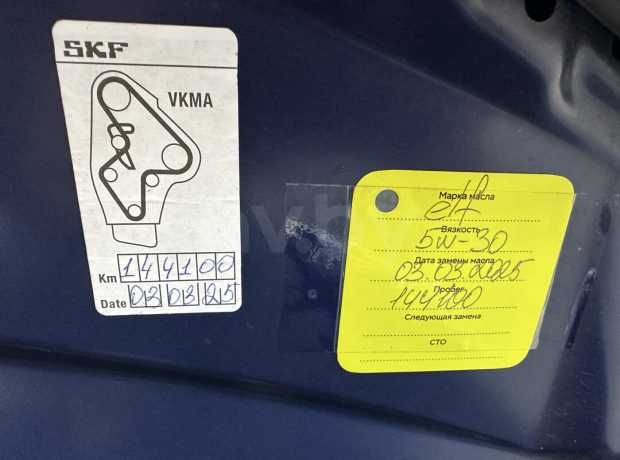 SKF
VKMA
Km 144100
Date 03 03 25
Марка масла
elf
Вязкость
5w-30
Дата замены масла
03.03.2025
Пробег
144100
Следующая замена
СТО